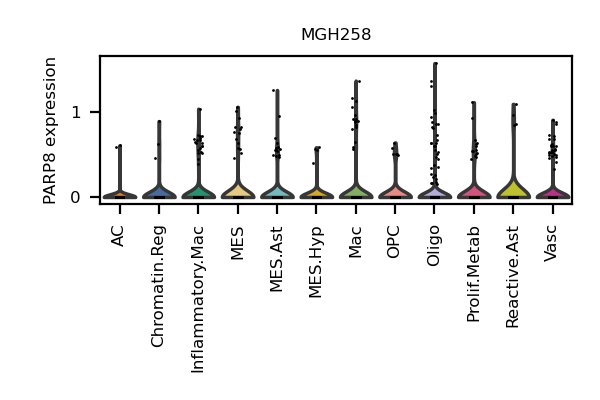 MGH258
PARP8 expression
1
0
AC
Chromatin.Reg
Inflammatory.Mac
MES
MES.Ast
MES.Hyp
Mac
OPC
Oligo
Prolif.Metab
Reactive.Ast
Vasc